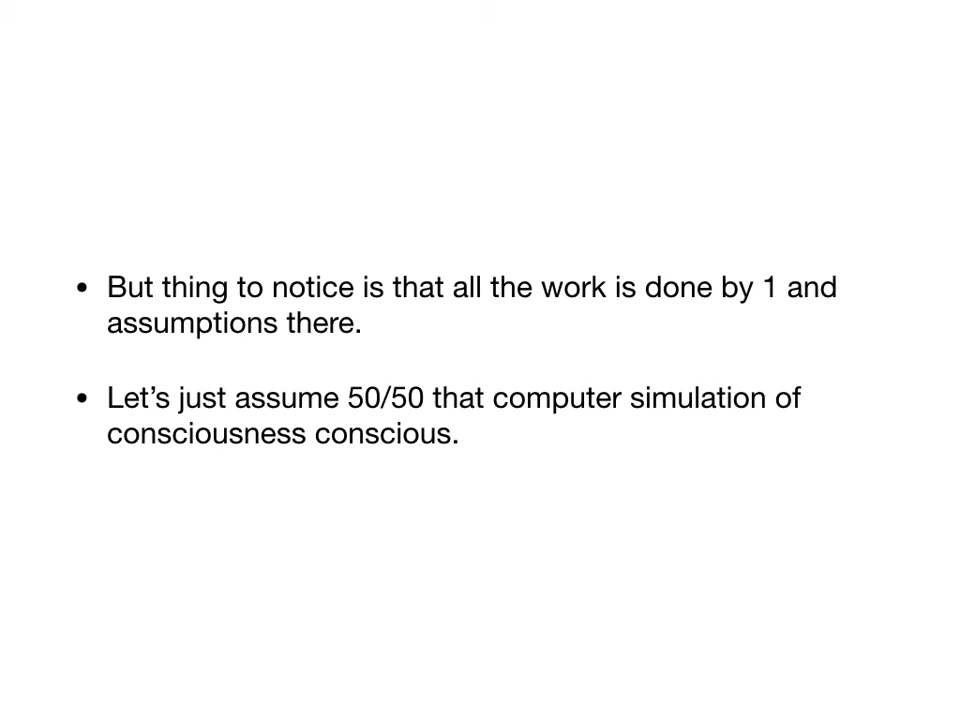 • But thing to notice is that all the work is done by 1 and
assumptions there.
• Let’s just assume 50/50 that computer simulation of
consciousness conscious.